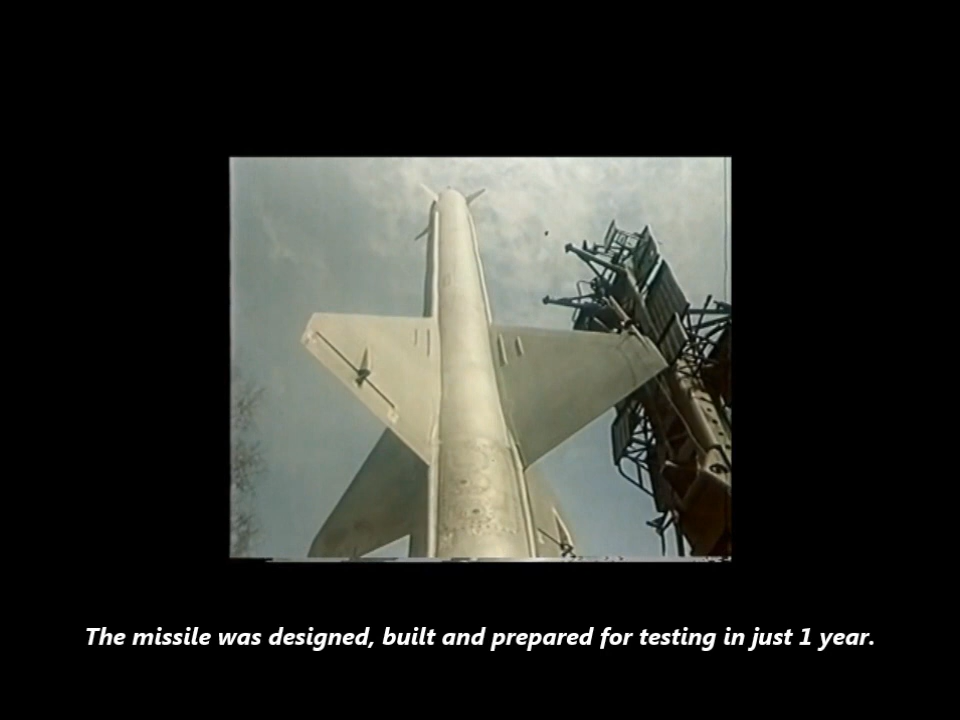 The missile was designed, built and prepared for testing in just 1 year.